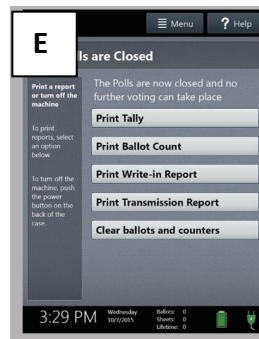 E
Menu
? Help
lls are Closed
Print a report
or turn off the
machine
To print
reports, select
an option
below.
To turn off the
machine, push
the power
button on the
back of the
case.
The Polls are now closed and no
further voting can take place
Print Tally
Print Ballot Count
Print Write-in Report
Print Transmission Report
Clear ballots and counters
3:29 PM
Wednesday
10/7/2015
Ballots: 0
Sheets: 0
Lifetime: 0